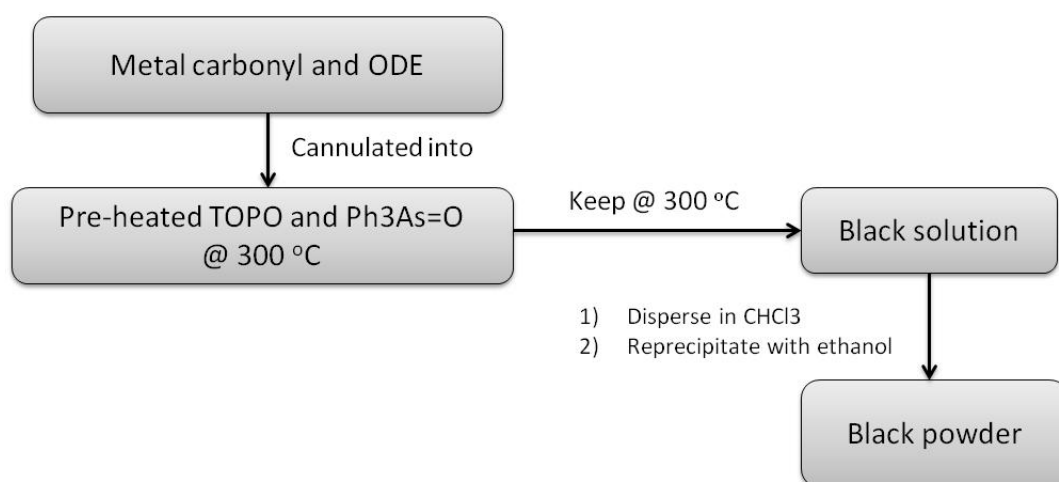 Metal carbonyl and ODE
Cannulated into
Pre-heated TOPO and Ph3As=O
@ 300 °C
Keep @ 300 °C
Black solution
1) Disperse in CHCl3
2) Reprecipitate with ethanol
Black powder